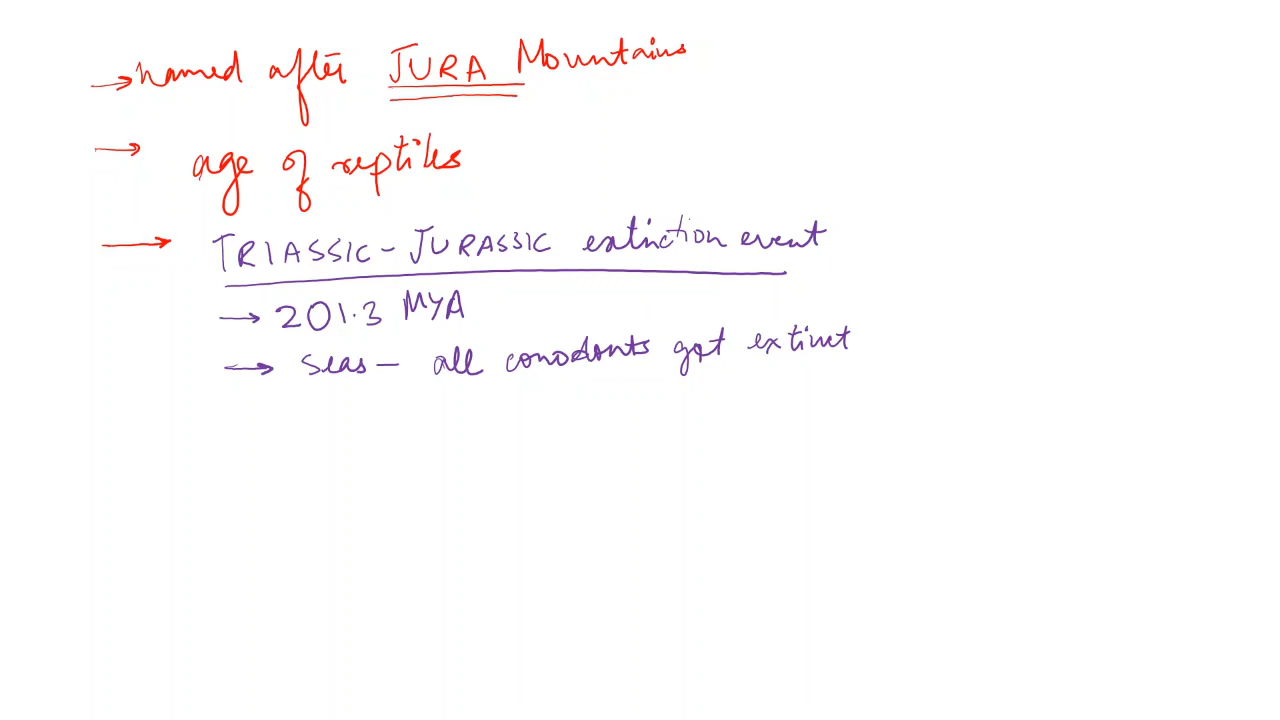 → named after JURA Mountains
→ age of reptiles
→ TRIASSIC - JURASSIC extinction event
→ 201.3 MYA
→ seas - all conodonts got extinct